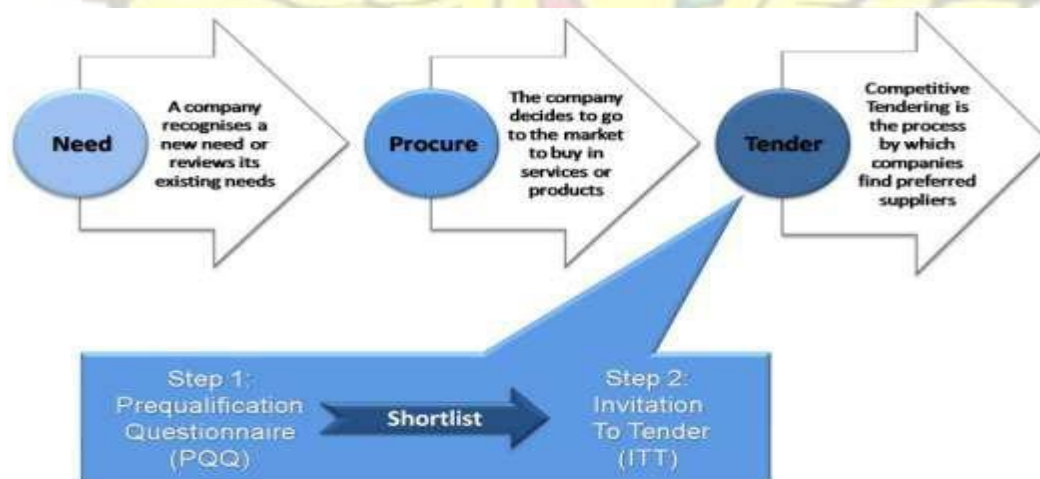 Need
A company
recognises a
new need or
reviews its
existing needs
Procure
The company
decides to go
to the market
to buy in
services or
products
Tender
Competitive
Tendering is
the process
by which
companies
find preferred
suppliers
Step 1:
Prequalification
Questionnaire
(PQQ)
Shortlist
Step 2:
Invitation
To Tender
(ITT)